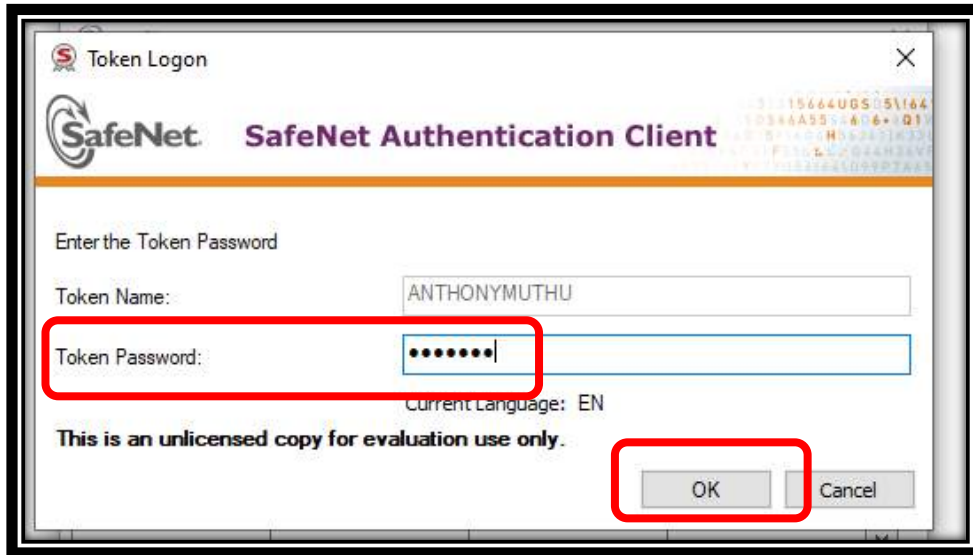 Token Logon
SafeNet. SafeNet Authentication Client
Enter the Token Password
Token Name: ANTHONYMUTHU
Token Password: •••••••
Current Language: EN
This is an unlicensed copy for evaluation use only.
OK Cancel